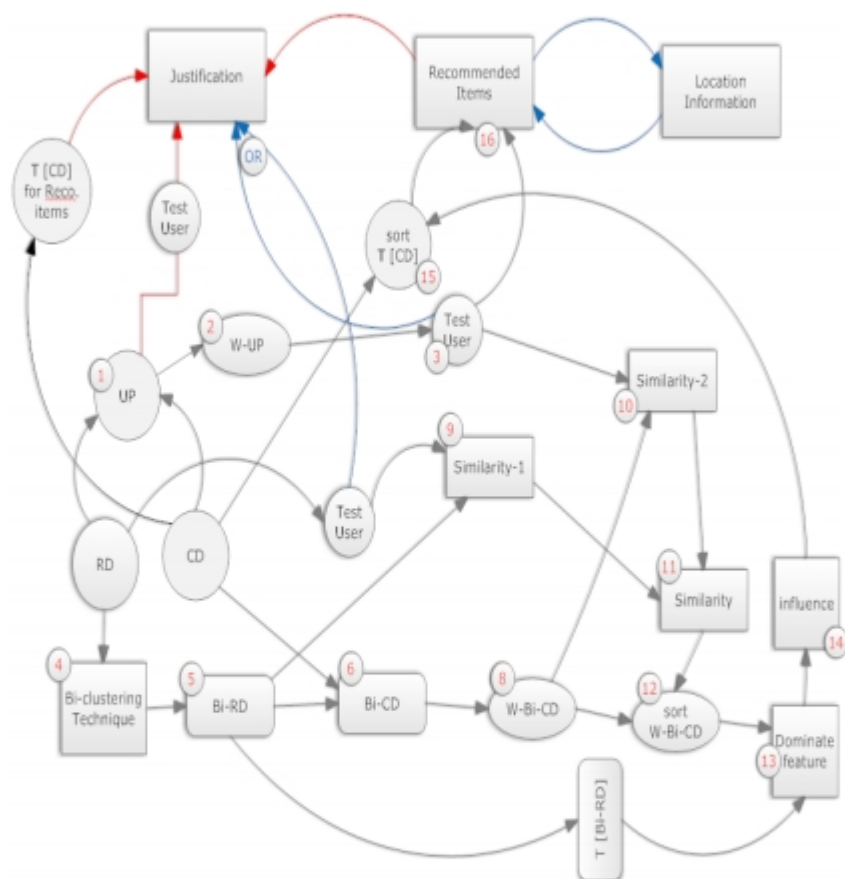 Justification
Recommended
Items
Location
Information
OR
16
T [CD]
for Reco.
items
Test
User
sort
T [CD]
15
2
W-UP
Test
User
3
1
UP
Similarity-2
10
9
Similarity-1
Test
User
RD
CD
11
Similarity
influence
14
4
Bi-clustering
Technique
5
Bi-RD
6
Bi-CD
8
W-Bi-CD
12
sort
W-Bi-CD
Dominate
feature
13
T [Bi-RD]